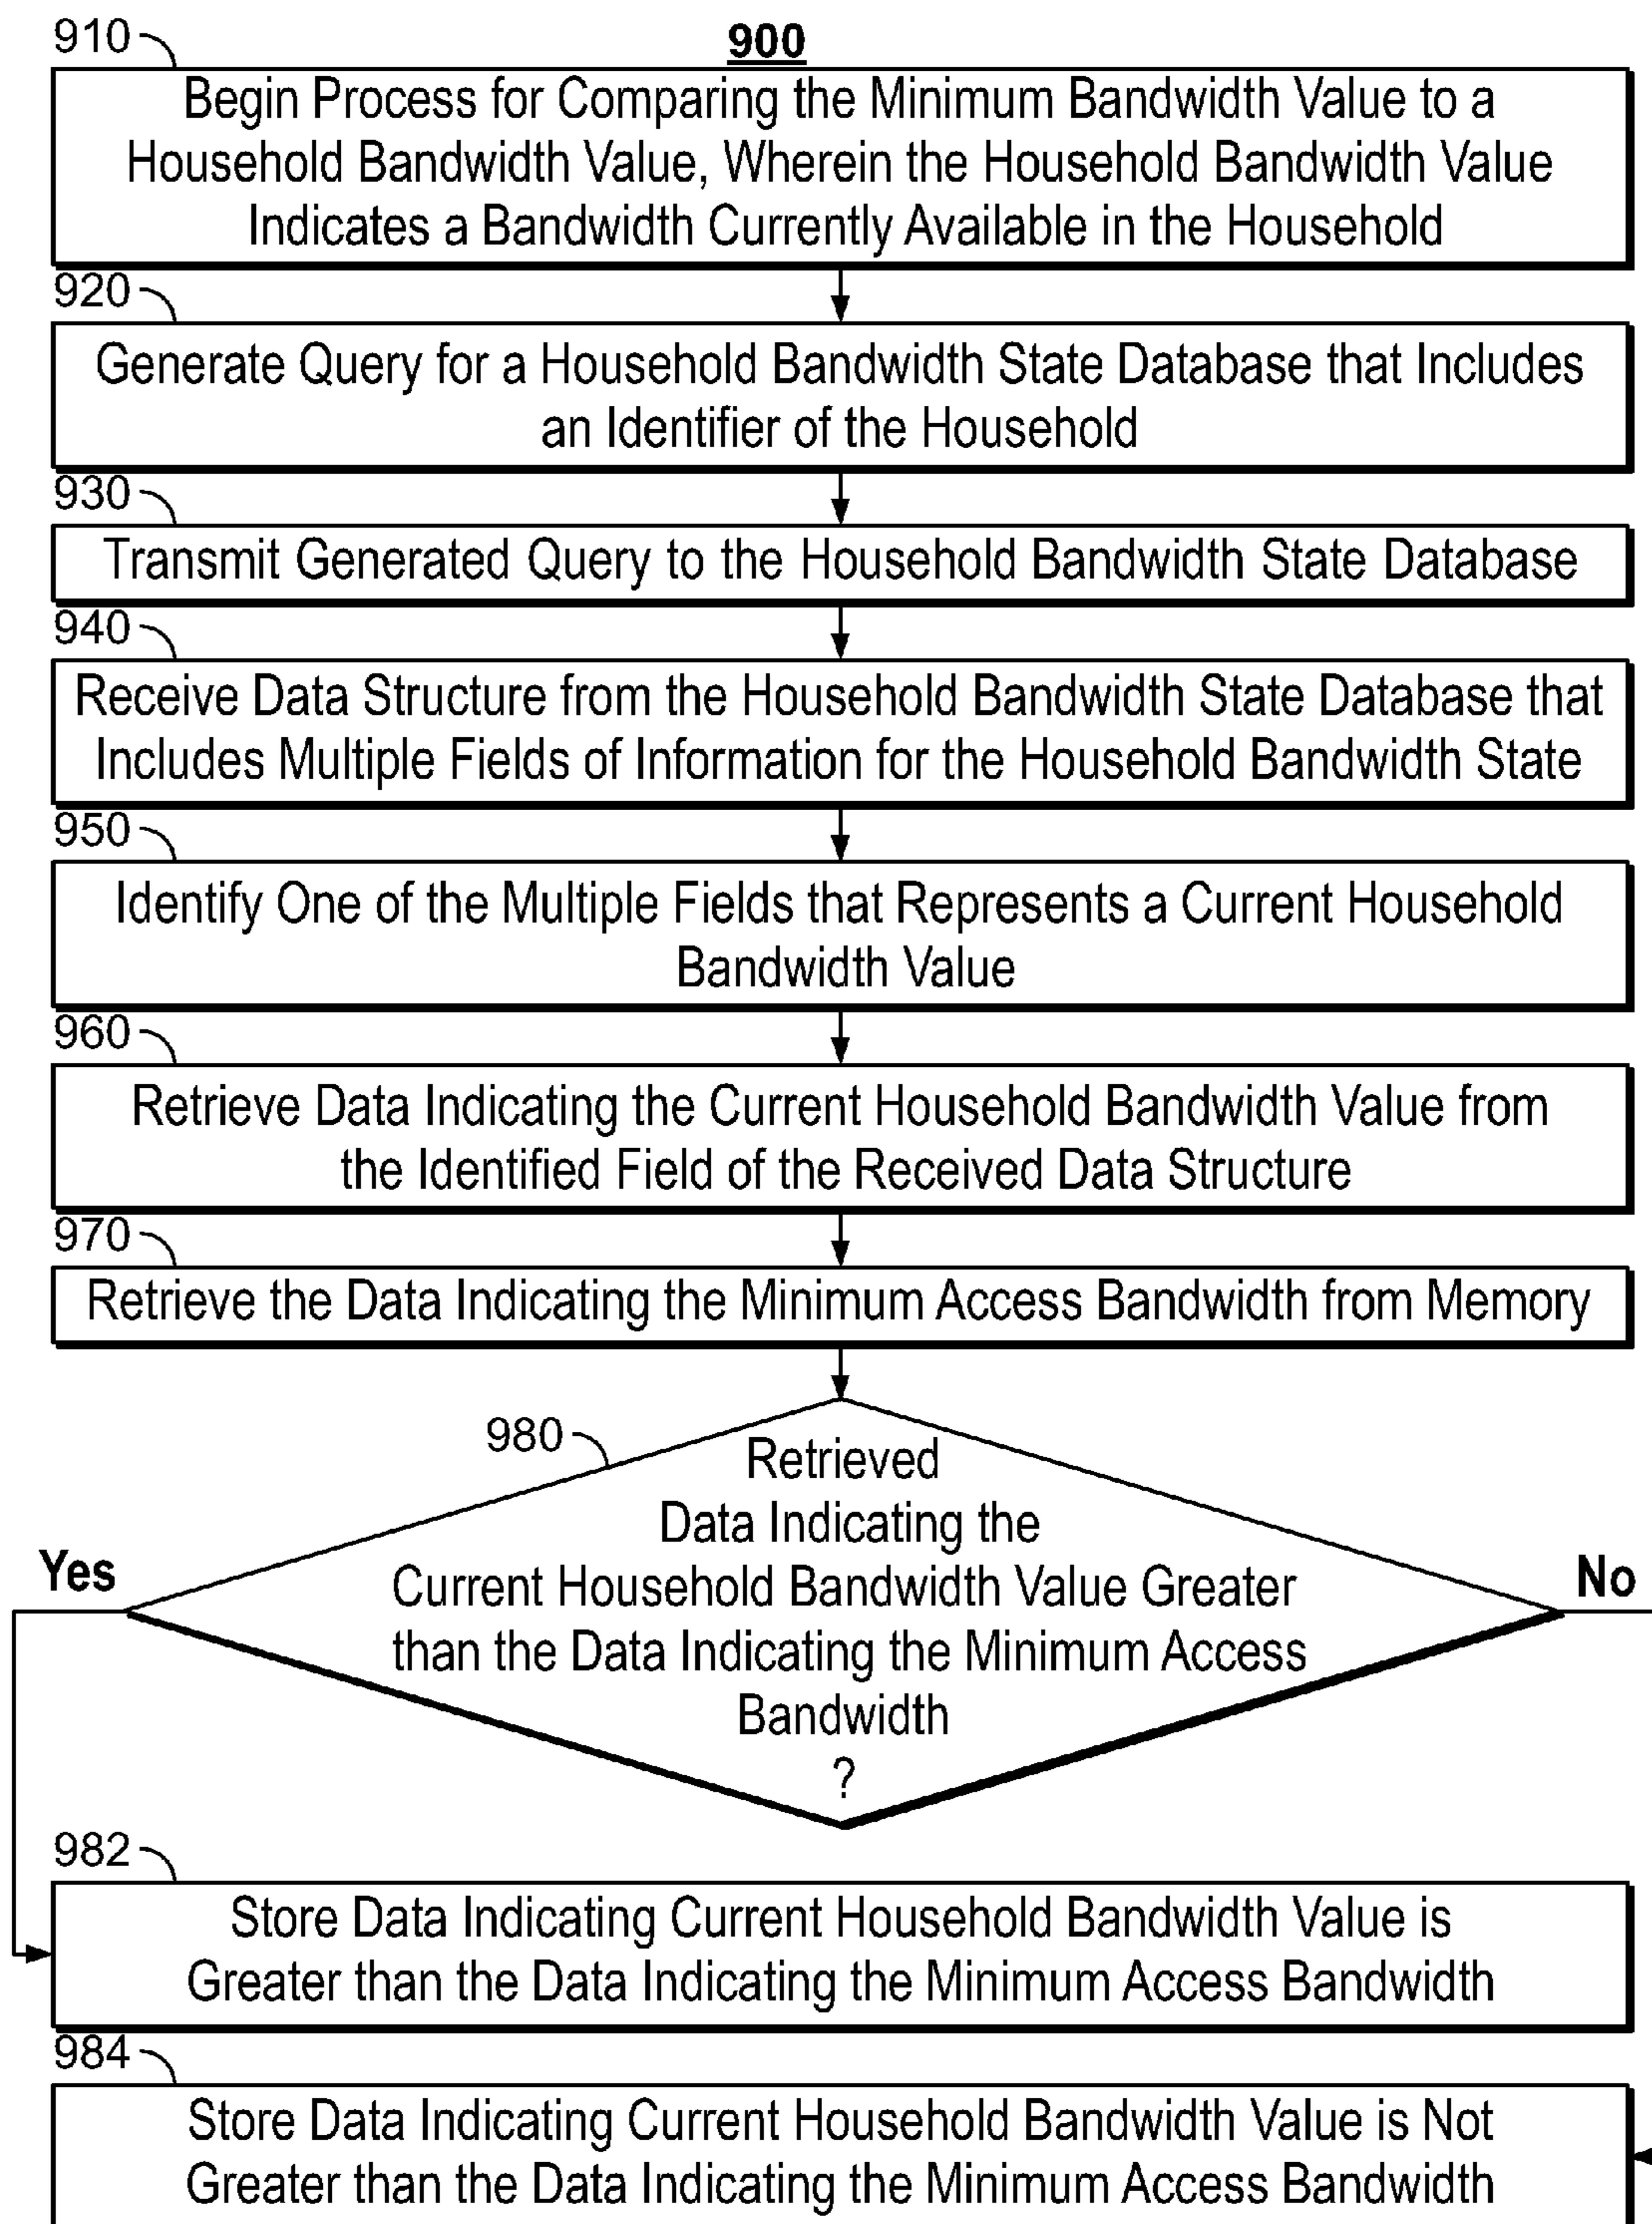 900
910
Begin Process for Comparing the Minimum Bandwidth Value to a
Household Bandwidth Value, Wherein the Household Bandwidth Value
Indicates a Bandwidth Currently Available in the Household
920
Generate Query for a Household Bandwidth State Database that Includes
an Identifier of the Household
930
Transmit Generated Query to the Household Bandwidth State Database
940
Receive Data Structure from the Household Bandwidth State Database that
Includes Multiple Fields of Information for the Household Bandwidth State
950
Identify One of the Multiple Fields that Represents a Current Household
Bandwidth Value
960
Retrieve Data Indicating the Current Household Bandwidth Value from
the Identified Field of the Received Data Structure
970
Retrieve the Data Indicating the Minimum Access Bandwidth from Memory
980
Retrieved
Data Indicating the
Current Household Bandwidth Value Greater
than the Data Indicating the Minimum Access
Bandwidth
?
Yes
No
982
Store Data Indicating Current Household Bandwidth Value is
Greater than the Data Indicating the Minimum Access Bandwidth
984
Store Data Indicating Current Household Bandwidth Value is Not
Greater than the Data Indicating the Minimum Access Bandwidth